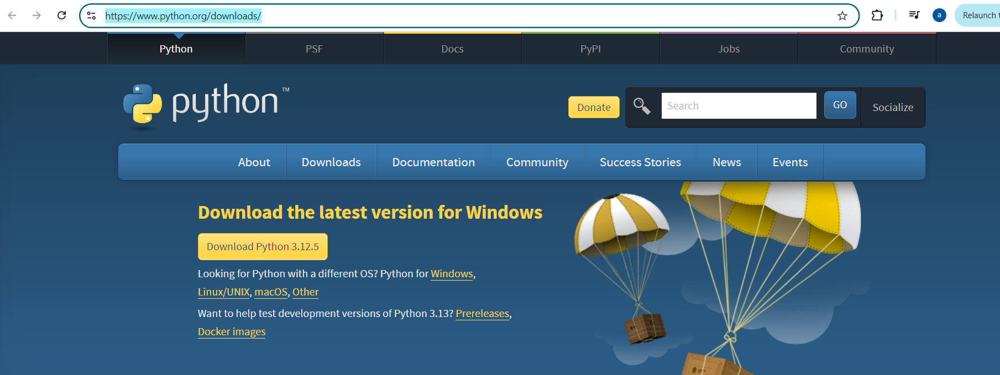 https://www.python.org/downloads/
a
Relaunch
Python PSF Docs PyPI Jobs Community
python™
Donate Search GO Socialize
About Downloads Documentation Community Success Stories News Events
Download the latest version for Windows
Download Python 3.12.5
Looking for Python with a different OS? Python for Windows,
Linux/UNIX, macOS, Other
Want to help test development versions of Python 3.13? Prereleases,
Docker images